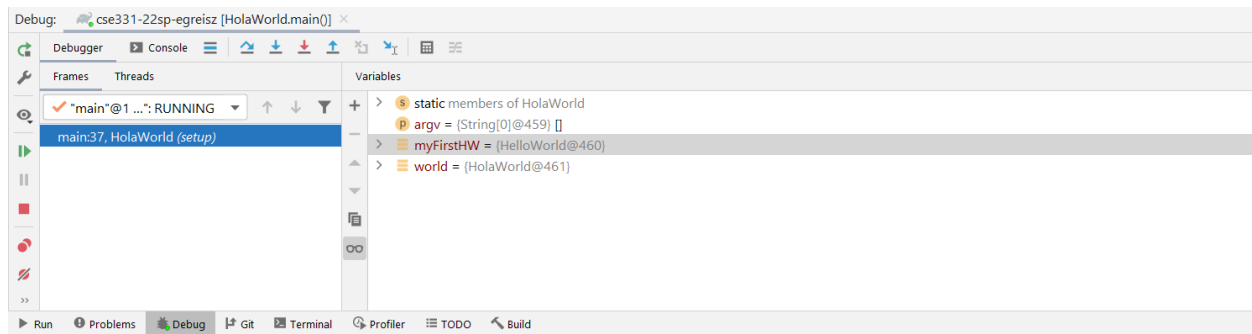 Debug: cse331-22sp-egreisz [HolaWorld.main()]
Debugger Console
Frames Threads Variables
"main"@1 ...": RUNNING
main:37, HolaWorld (setup)
static members of HolaWorld
argv = {String[0]@459} []
myFirstHW = {HelloWorld@460}
world = {HolaWorld@461}
Run Problems Debug Git Terminal Profiler TODO Build